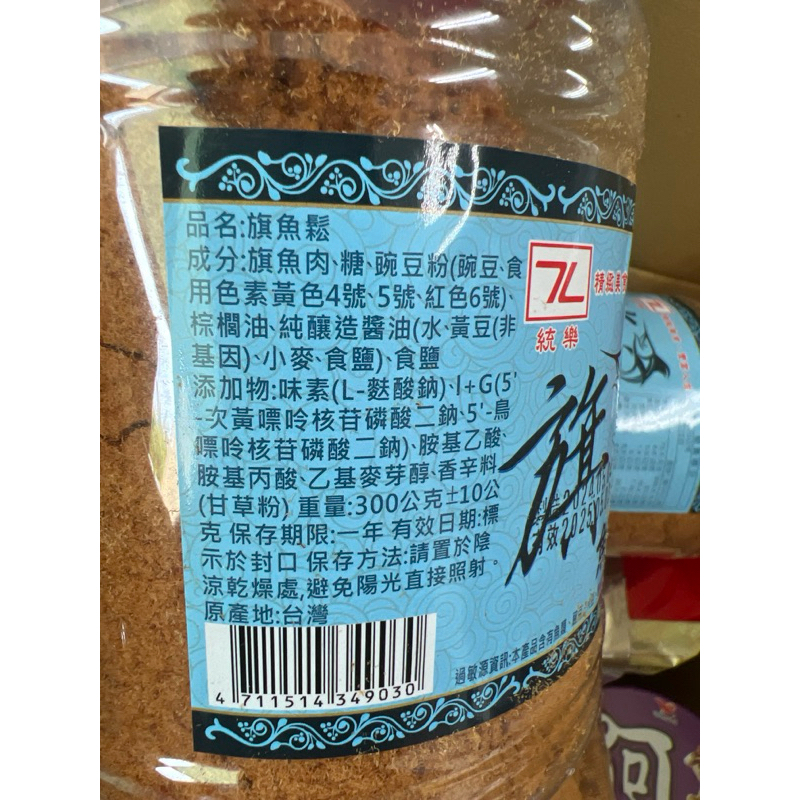 品名:旗魚鬆
成分:旗魚肉、糖、豌豆粉(豌豆、食
用色素黃色4號、5號、紅色6號)、
棕櫚油、純釀造醬油(水、黃豆(非
基因)、小麥、食鹽)、食鹽
添加物:味素(L-麩酸鈉)、I+G(5'
-次黃嘌呤核苷磷酸二鈉、5'-鳥
嘌呤核苷磷酸二鈉)、胺基乙酸、
胺基丙酸、乙基麥芽醇、香辛料
(甘草粉) 重量:300公克±10公
克 保存期限:一年 有效日期:標
示於封口 保存方法:請置於陰
涼乾燥處,避免陽光直接照射。
原產地:台灣
4 711514 349030
7L
統樂
精緻美
旗
過敏源資訊:本產品含有魚類、